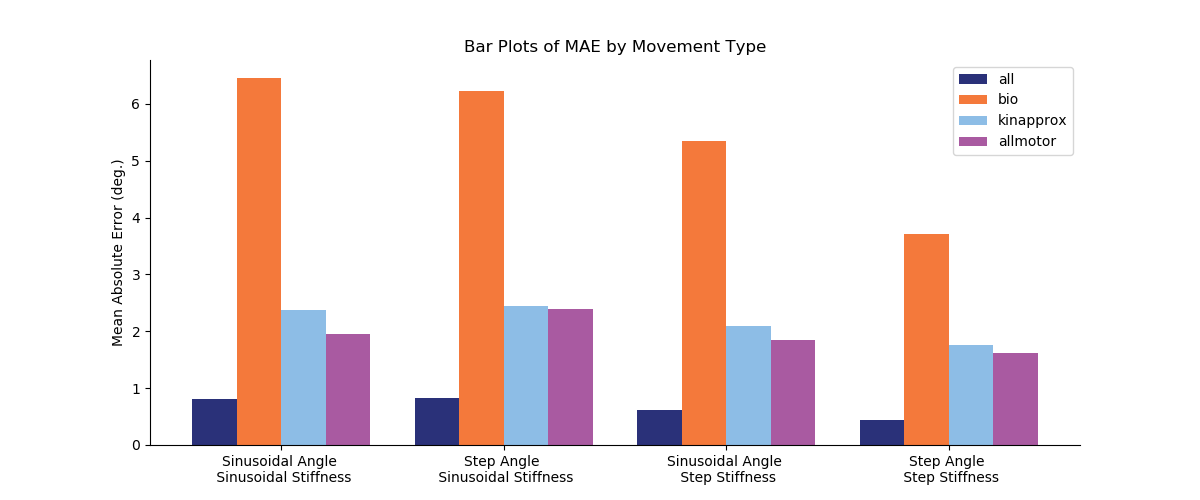 Bar Plots of MAE by Movement Type
all
bio
kinapprox
allmotor
Mean Absolute Error (deg.)
6
5
4
3
2
1
0
Sinusoidal Angle
Sinusoidal Stiffness
Step Angle
Sinusoidal Stiffness
Sinusoidal Angle
Step Stiffness
Step Angle
Step Stiffness